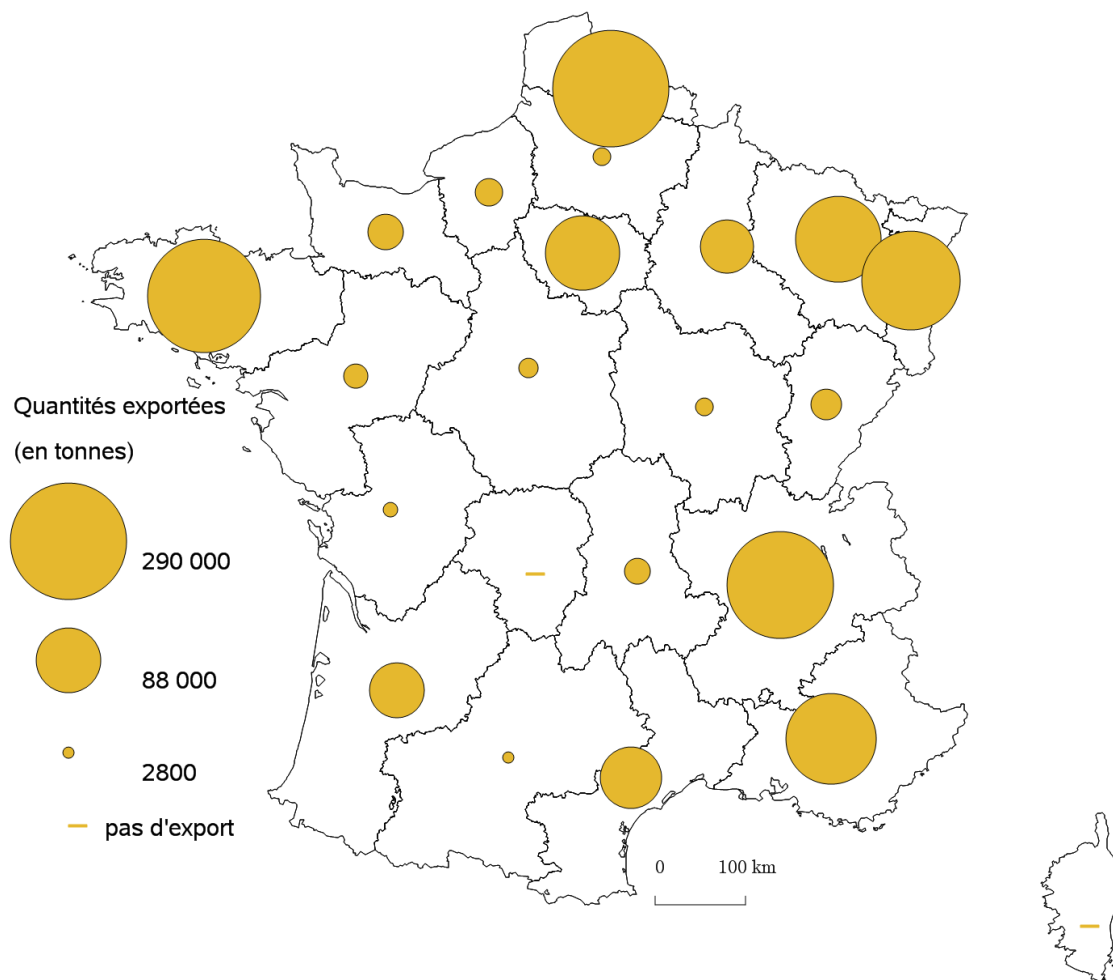 Quantités exportées
(en tonnes)
290 000
88 000
2800
pas d'export
0 100 km